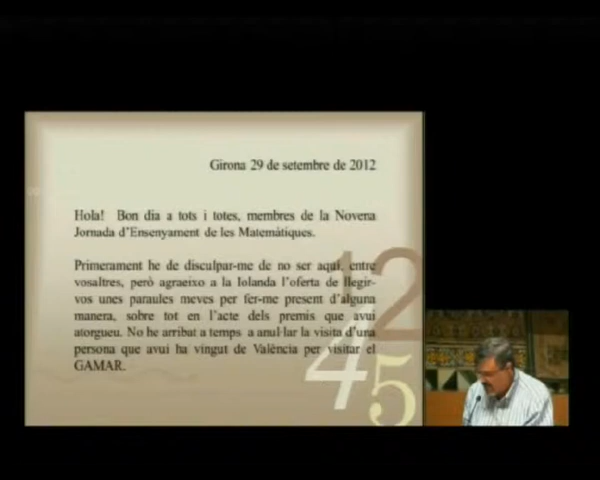 Girona 29 de setembre de 2012
Hola! Bon dia a tots i totes, membres de la Novena
Jornada d'Ensenyament de les Matemàtiques.
Primerament he de disculpar-me de no ser aquí, entre
vosaltres, però agraeixo a la Iolanda l'oferta de llegir-
vos unes paraules meves per fer-me present d'alguna
manera, sobre tot en l'acte dels premis que avui
atorgueu. No he arribat a temps a anul·lar la visita d'una
persona que avui ha vingut de València per visitar el
GAMAR.
12
4
5